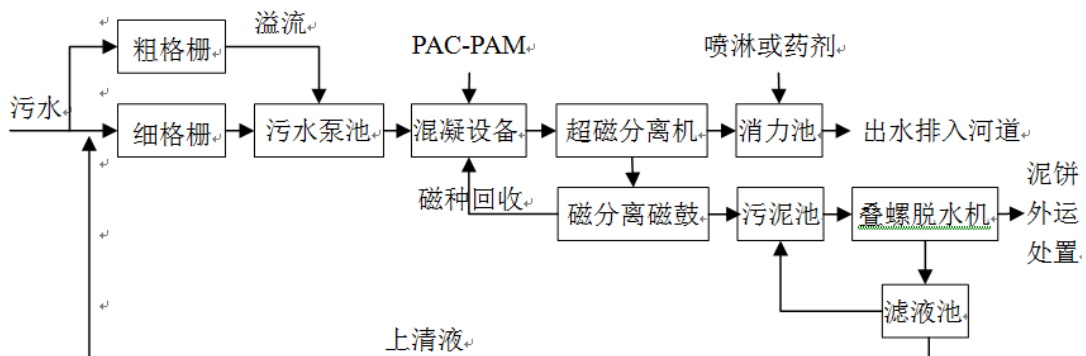 溢流
粗格栅
PAC-PAM
喷淋或药剂
污水
细格栅
污水泵池
混凝设备
超磁分离机
消力池
出水排入河道
磁种回收
磁分离磁鼓
污泥池
叠螺脱水机
泥饼
外运
处置
滤液池
上清液